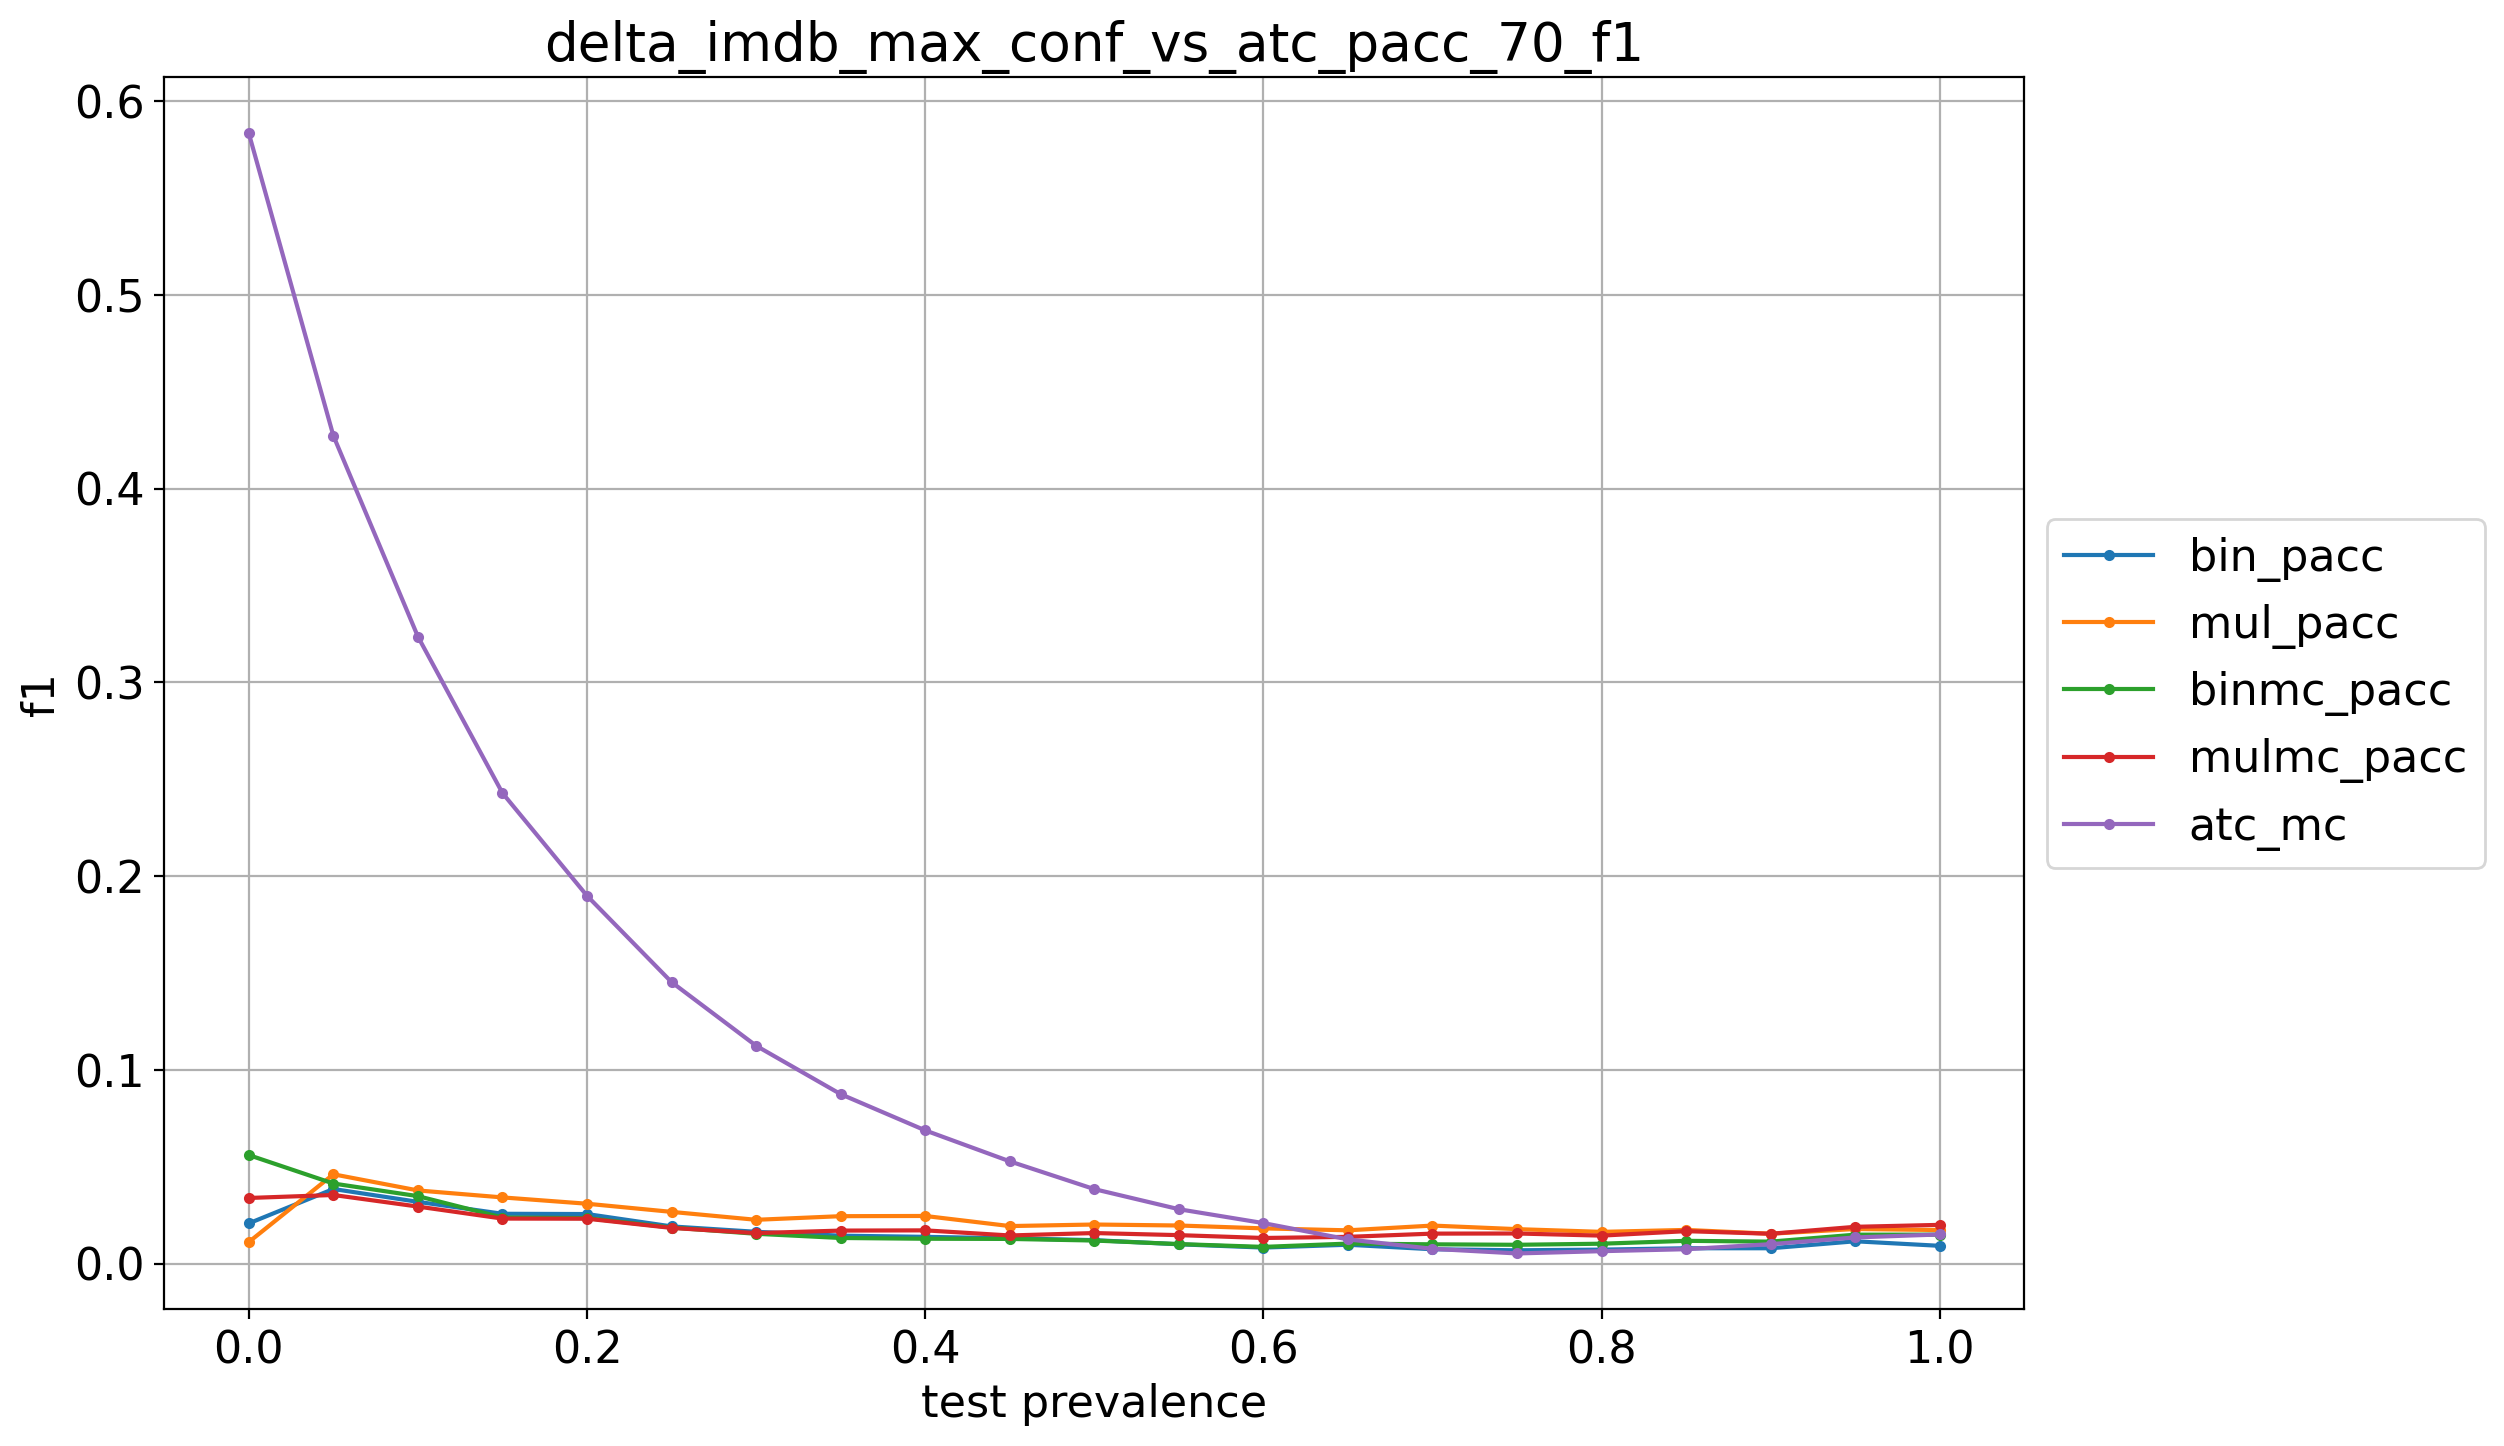 delta_imdb_max_conf_vs_atc_pacc_70_f1
0.6
0.5
0.4
0.3
0.2
0.1
0.0
f1
0.0 0.2 0.4 0.6 0.8 1.0
test prevalence
bin_pacc
mul_pacc
binmc_pacc
mulmc_pacc
atc_mc